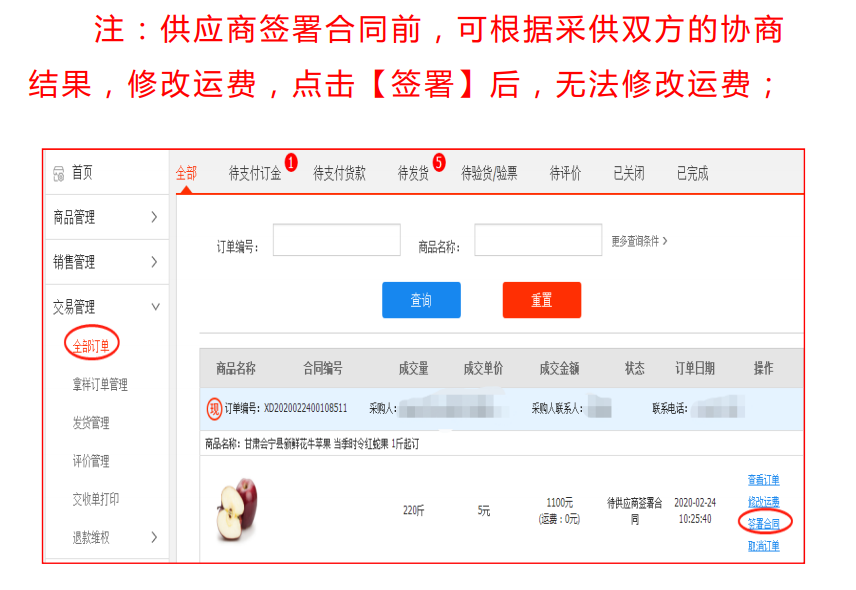 注：供应商签署合同前，可根据采供双方的协商
结果，修改运费，点击【签署】后，无法修改运费；
首页
全部 待支付订金 1 待支付货款 待发货 5 待验货/验票 待评价 已关闭 已完成
商品管理
订单编号： 商品名称： 更多查询条件
销售管理
查询 重置
交易管理
全部订单
商品名称 合同编号 成交量 成交单价 成交金额 状态 订单日期 操作
拿样订单管理
现 订单编号：XD2020022400108511 采购人： 采购人联系人： 联系电话：
发货管理
商品名称：甘肃会宁县新鲜花牛苹果 当季时令红蛇果 1斤起订
评价管理
交收单打印
退款维权
220斤 5元 1100元
(运费：0元)
待供应商签署合
同
2020-02-24
10:25:40
查看订单
修改运费
签署合同
取消订单